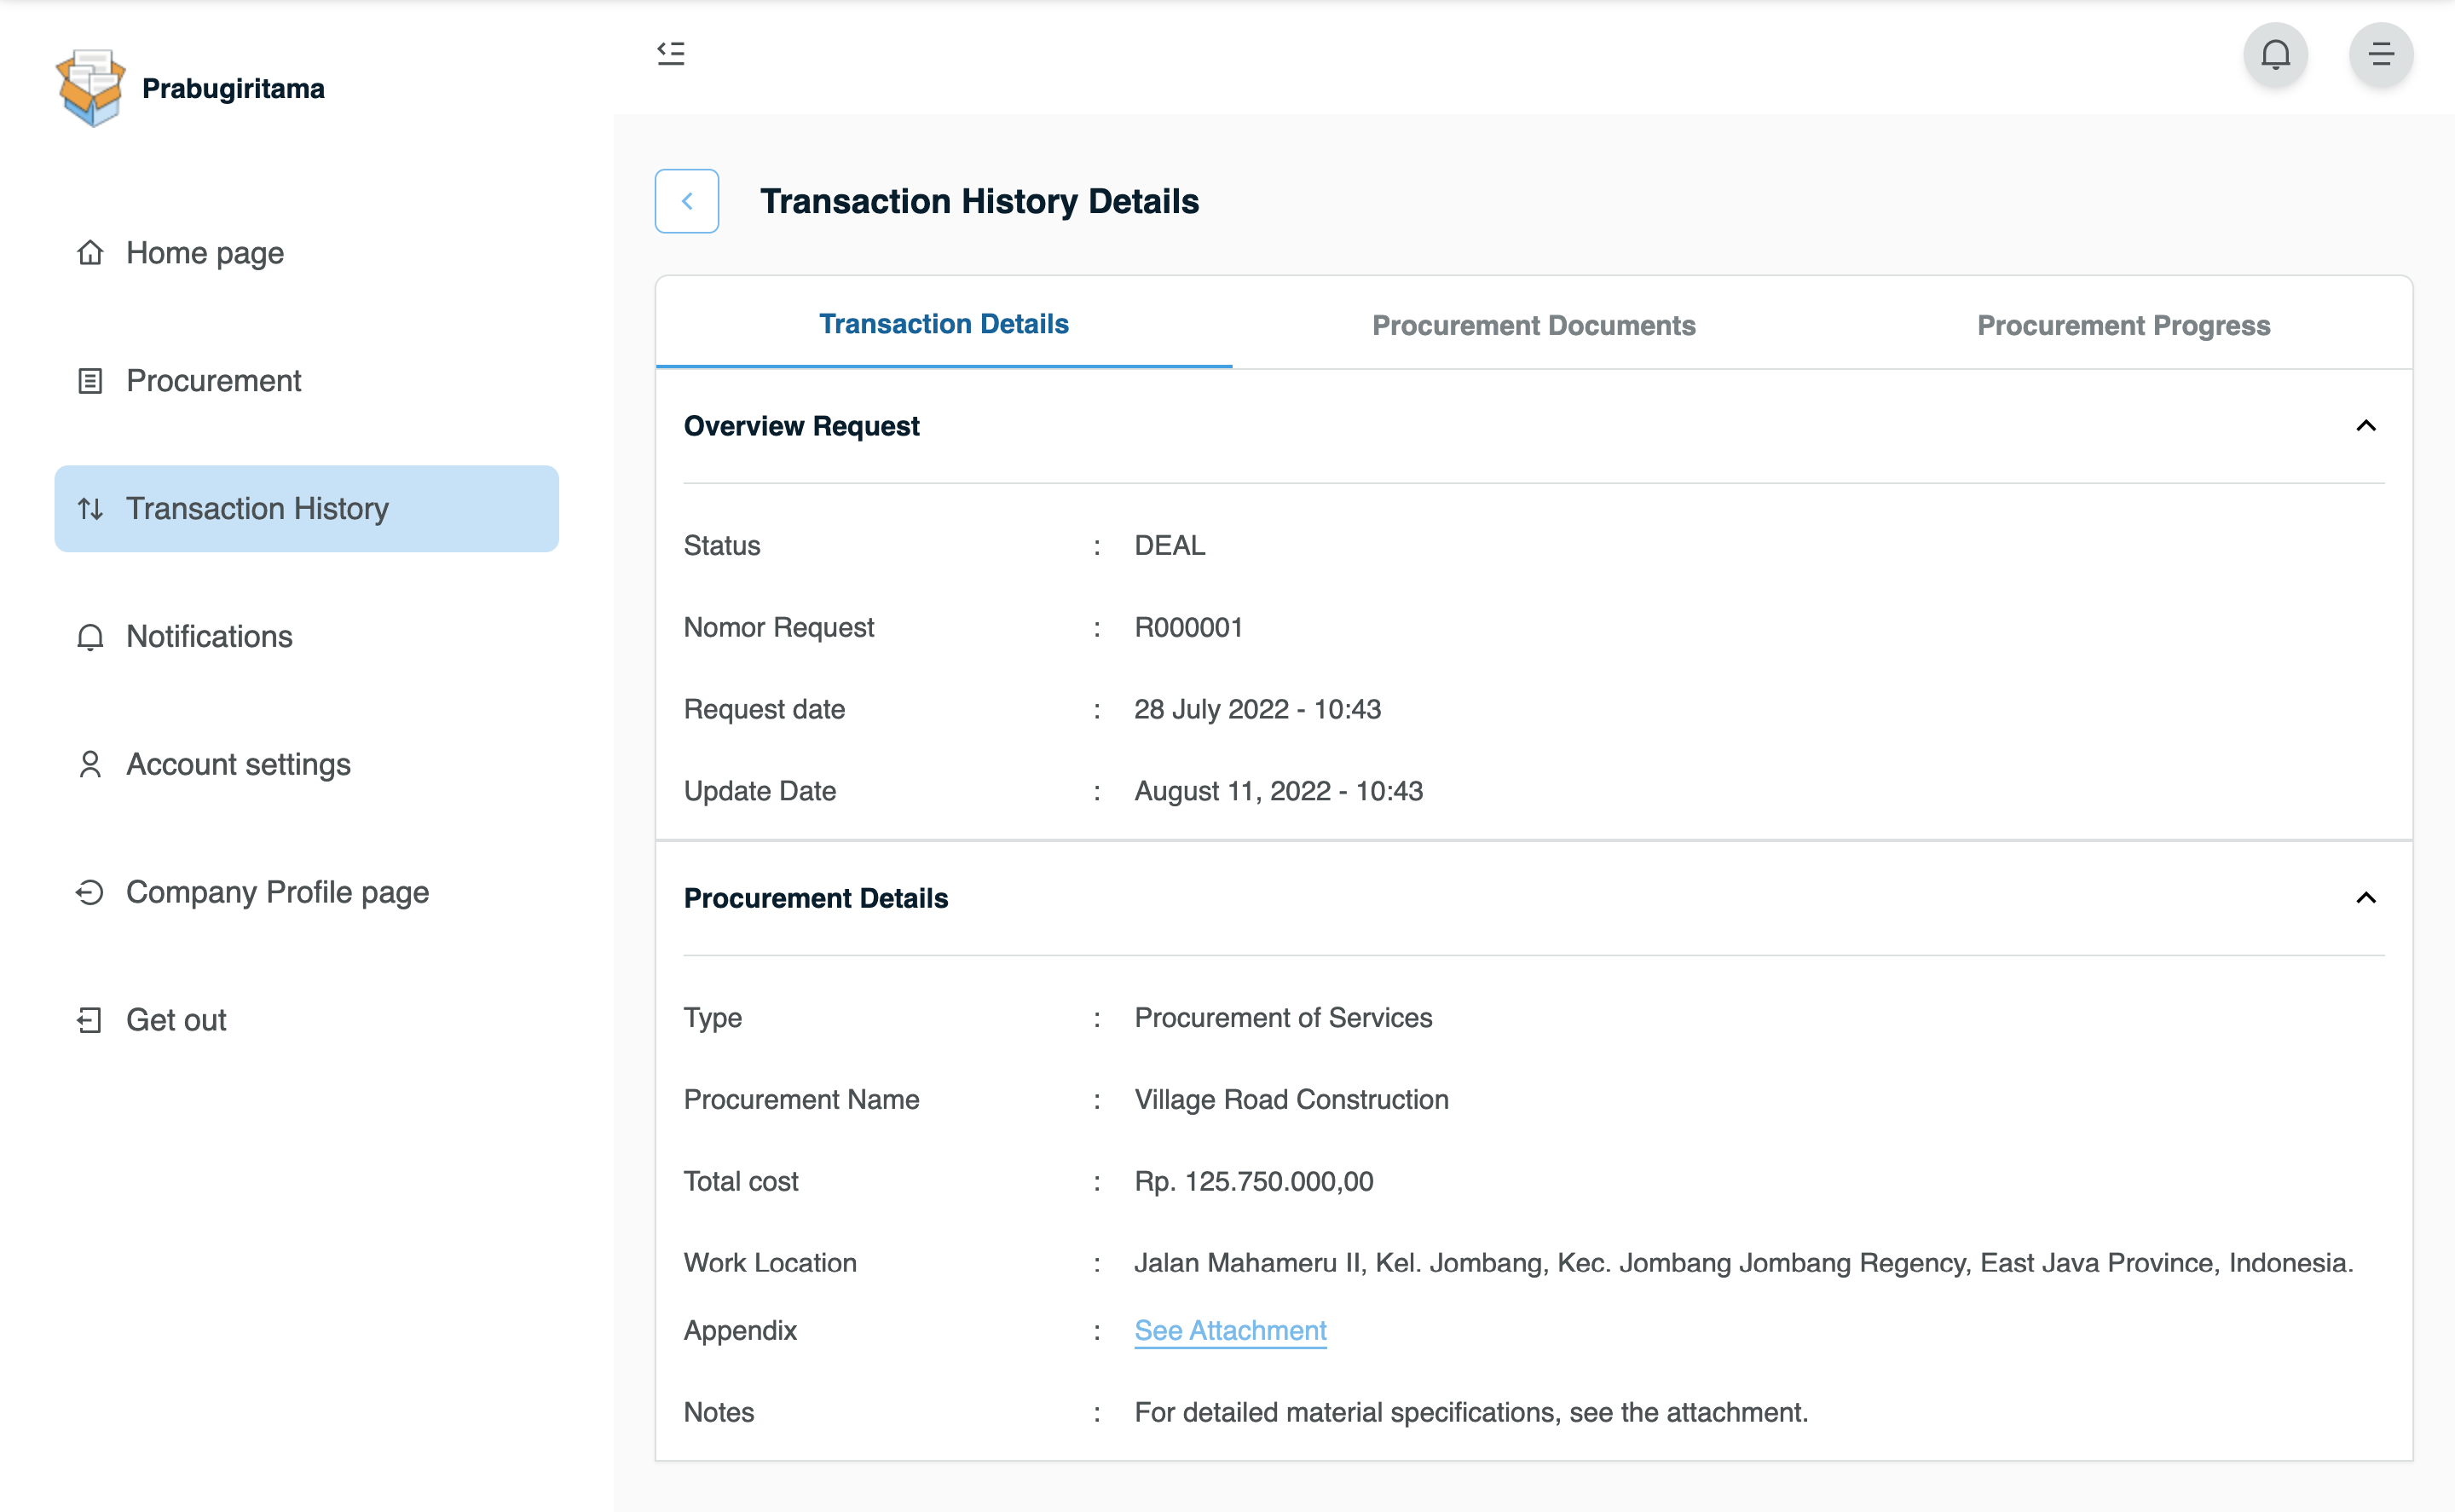 Prabugiritama
Home page
Procurement
Transaction History
Notifications
Account settings
Company Profile page
Get out
Transaction History Details
Transaction Details
Procurement Documents
Procurement Progress
Overview Request
Status : DEAL
Nomor Request : R000001
Request date : 28 July 2022 - 10:43
Update Date : August 11, 2022 - 10:43
Procurement Details
Type : Procurement of Services
Procurement Name : Village Road Construction
Total cost : Rp. 125.750.000,00
Work Location : Jalan Mahameru II, Kel. Jombang, Kec. Jombang Jombang Regency, East Java Province, Indonesia.
Appendix : See Attachment
Notes : For detailed material specifications, see the attachment.